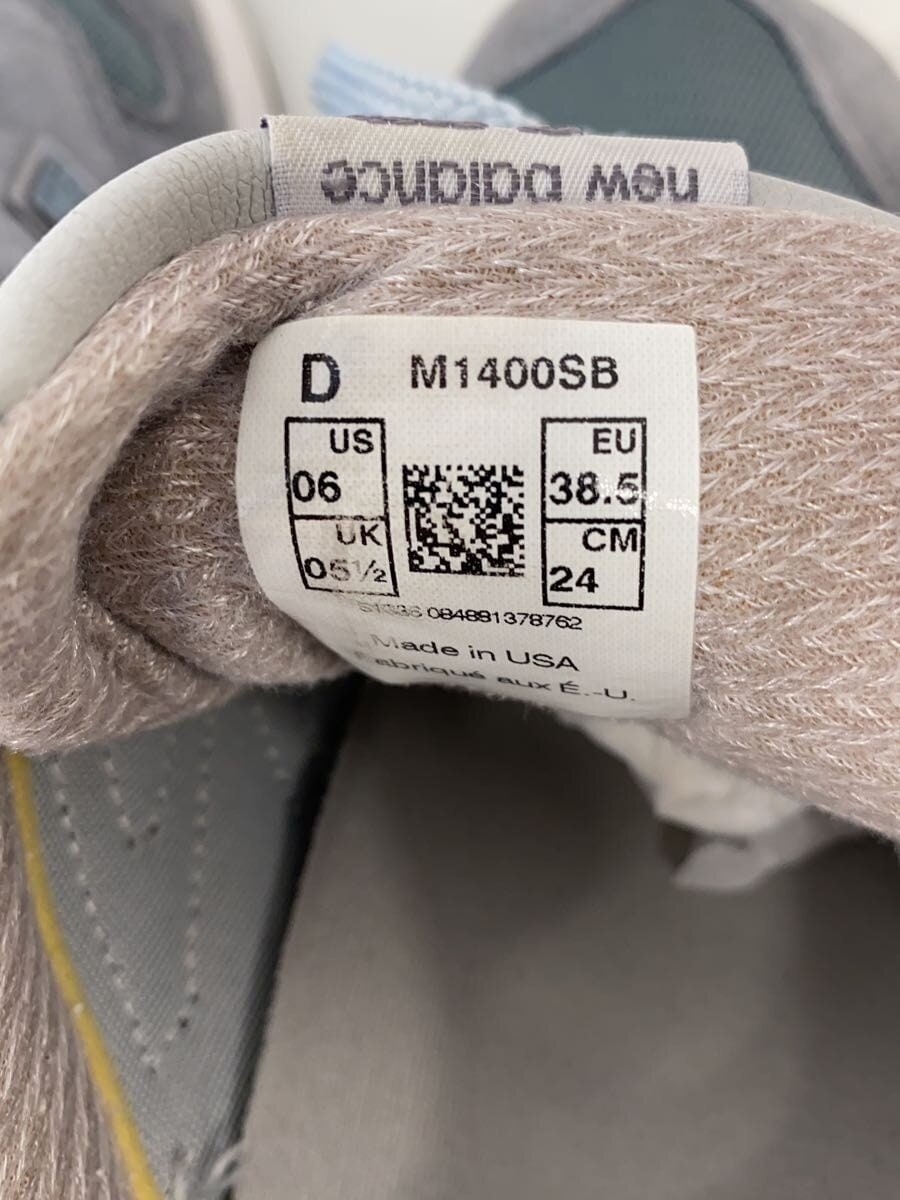 new balance
D M1400SB
US EU
06 38.5
UK CM
05½ 24
084891378762
Made in USA
Fabriqué aux É.-U.